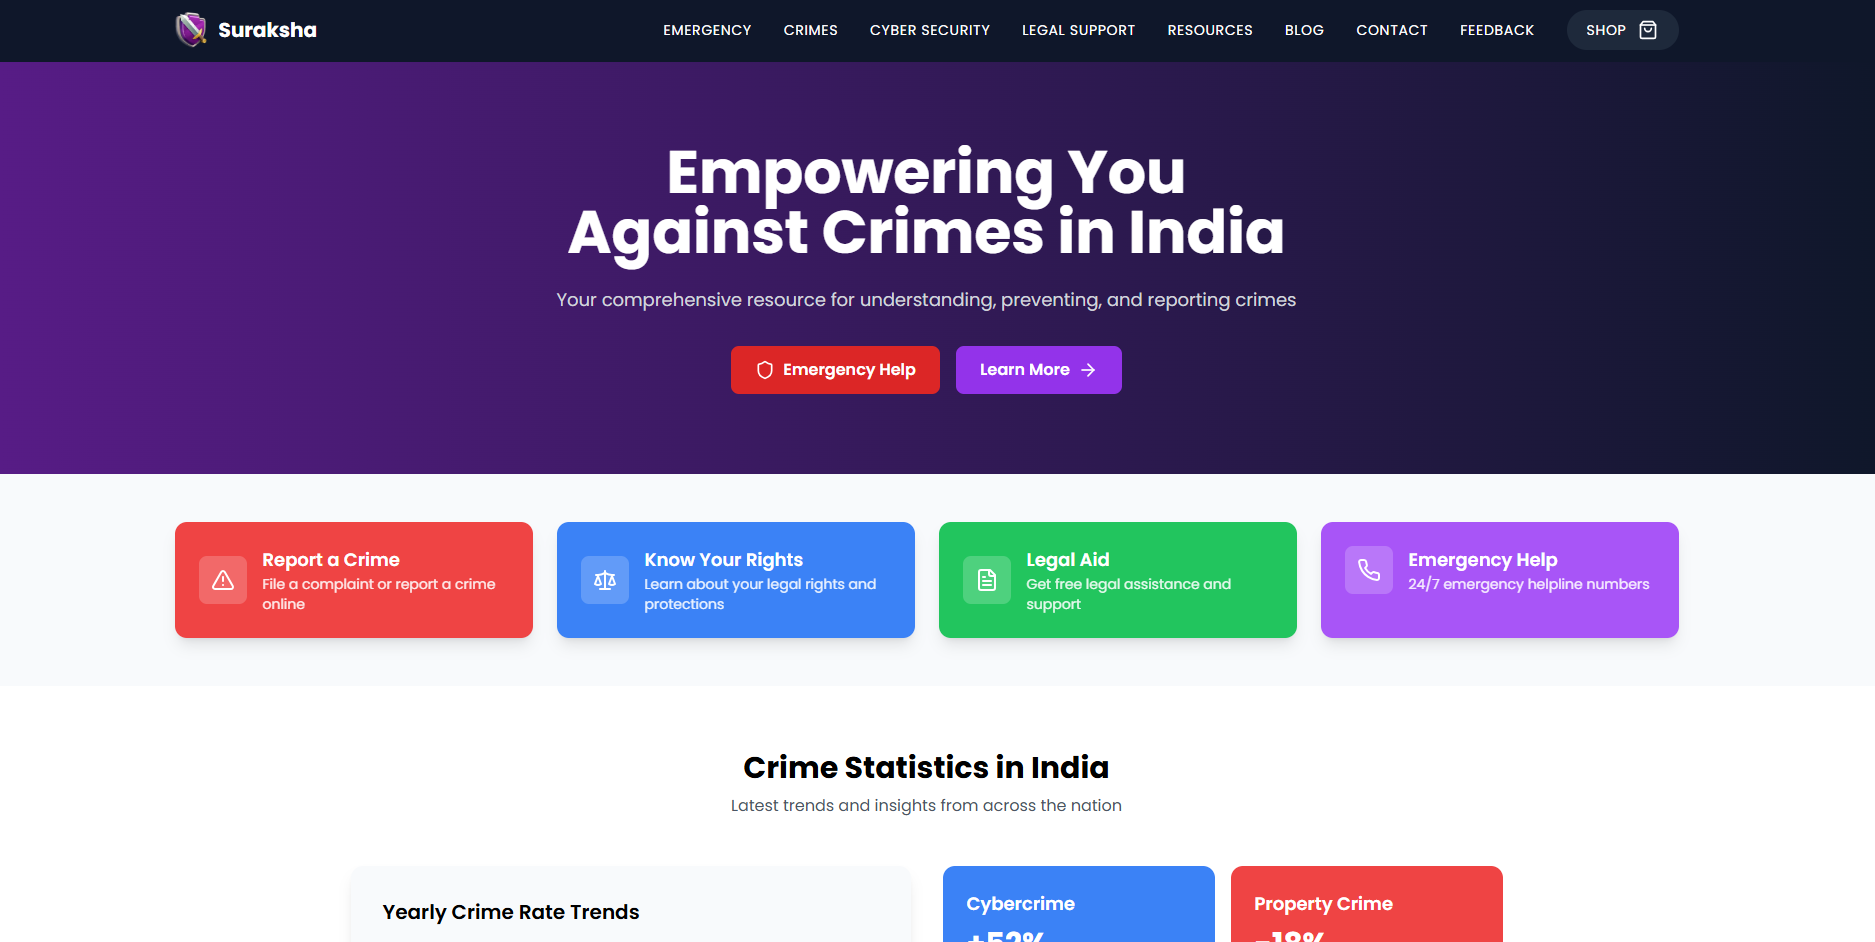 Suraksha
EMERGENCY CRIMES CYBER SECURITY LEGAL SUPPORT RESOURCES BLOG CONTACT FEEDBACK SHOP
Empowering You
Against Crimes in India
Your comprehensive resource for understanding, preventing, and reporting crimes
Emergency Help
Learn More
Report a Crime
File a complaint or report a crime
online
Know Your Rights
Learn about your legal rights and
protections
Legal Aid
Get free legal assistance and
support
Emergency Help
24/7 emergency helpline numbers
Crime Statistics in India
Latest trends and insights from across the nation
Yearly Crime Rate Trends
Cybercrime
+52%
Property Crime
-18%